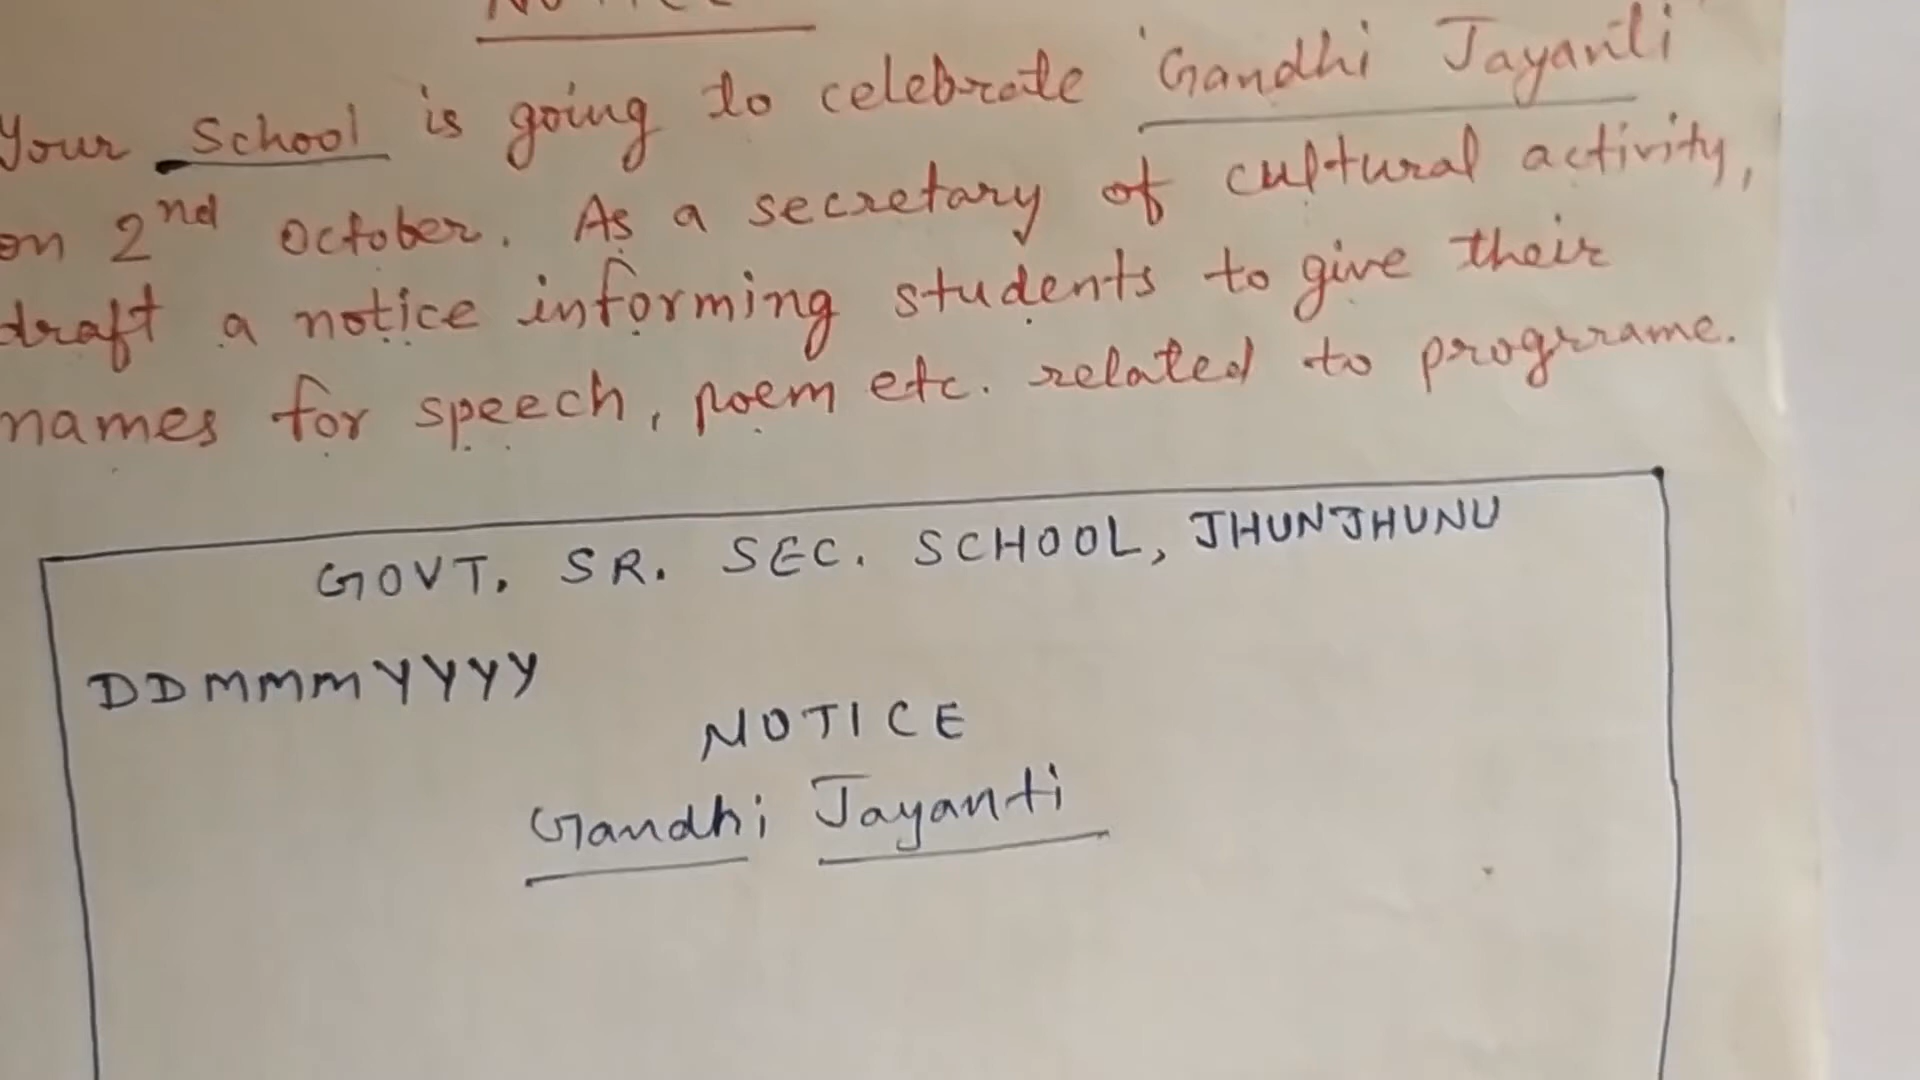 NOTICE
Your School is going to celebrate 'Gandhi Jayanti'
on 2nd October. As a secretary of cultural activity,
draft a notice informing students to give their
names for speech, poem etc. related to progrrame.
GOVT. SR. SEC. SCHOOL, JHUNJHUNU
DDMMMYYYY
NOTICE
Gandhi Jayanti